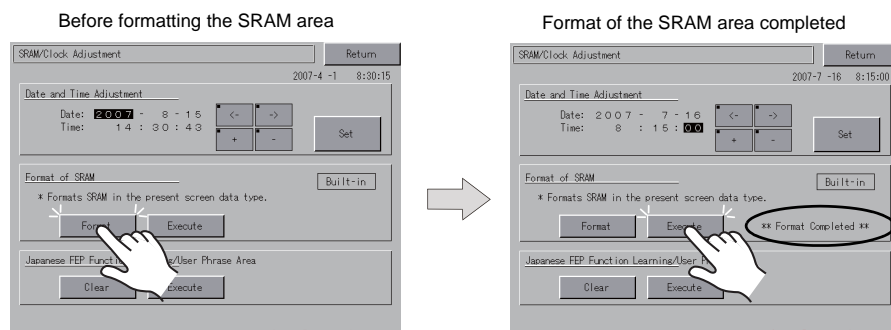 Before formatting the SRAM area
SRAM/Clock Adjustment
Return
2007-4 -1 8:30:15
Date and Time Adjustment
Date: 2007 - 8 - 15
Time: 14 : 30 : 43
<- ->
+ -
Set
Format of SRAM
Built-in
* Formats SRAM in the present screen data type.
Format Execute
Japanese FEP Function /User Phrase Area
Clear Execute
Format of the SRAM area completed
SRAM/Clock Adjustment
Return
2007-7 -16 8:15:00
Date and Time Adjustment
Date: 2007 - 7 - 16
Time: 8 : 15 : 00
<- ->
+ -
Set
Format of SRAM
Built-in
* Formats SRAM in the present screen data type.
Format Execute
** Format Completed **
Japanese FEP Function Learning/User
Clear Execute